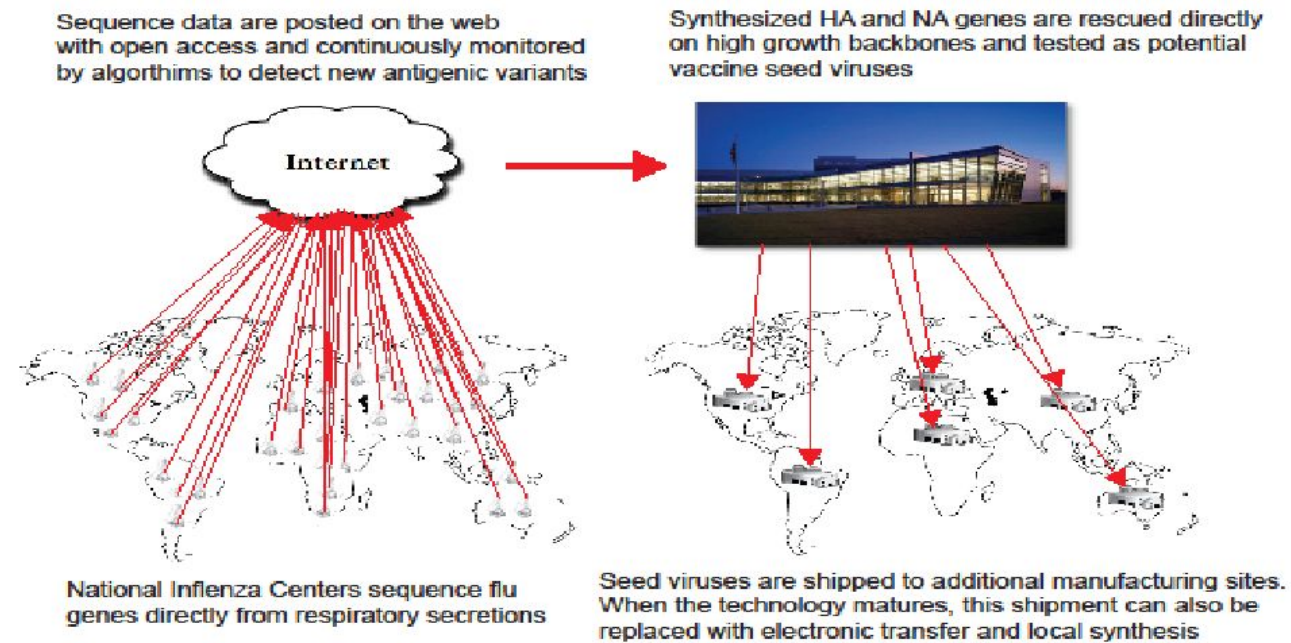 Sequence data are posted on the web
with open access and continuously monitored
by algorthims to detect new antigenic variants
Synthesized HA and NA genes are rescued directly
on high growth backbones and tested as potential
vaccine seed viruses
Internet
National Inflenza Centers sequence flu
genes directly from respiratory secretions
Seed viruses are shipped to additional manufacturing sites.
When the technology matures, this shipment can also be
replaced with electronic transfer and local synthesis